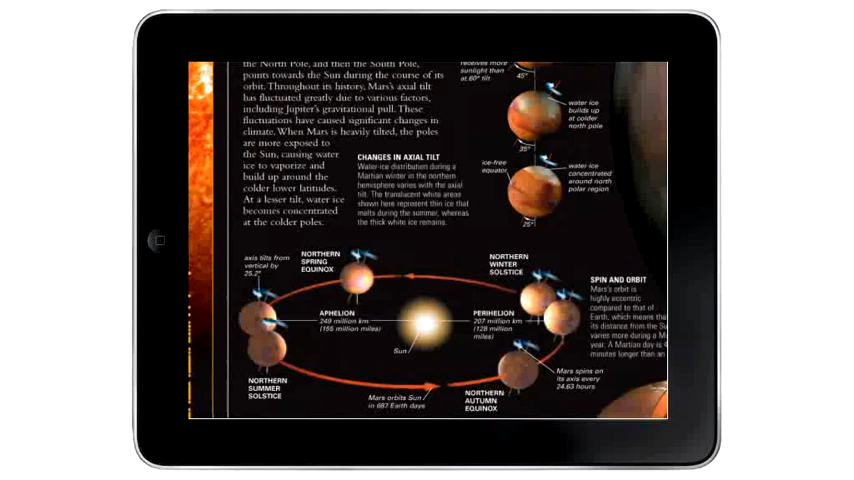 the North Pole, and then the South Pole,
points towards the Sun during the course of its
orbit. Throughout its history, Mars's axial tilt
has fluctuated greatly due to various factors,
including Jupiter's gravitational pull. These
fluctuations have caused significant changes in
climate. When Mars is heavily tilted, the poles
are more exposed to
the Sun, causing water
ice to vaporize and
build up around the
colder lower latitudes.
At a lesser tilt, water ice
becomes concentrated
at the colder poles.
CHANGES IN AXIAL TILT
Water-ice distribution during a
Martian winter in the northern
hemisphere varies with the axial
tilt. The translucent white areas
shown here represent thin ice that
melts during the summer, whereas
the thick white ice remains.
receives more
sunlight than
at 60° tilt
45°
water ice
builds up
at colder
north pole
35°
ice-free
equator
water ice
concentrated
around north
polar region
25°
axis tilts from
vertical by
25.2°
NORTHERN
SPRING
EQUINOX
NORTHERN
WINTER
SOLSTICE
APHELION
249 million km
(155 million miles)
Sun
PERIHELION
207 million km
(128 million
miles)
SPIN AND ORBIT
Mars's orbit is
highly eccentric
compared to that of
Earth, which means tha
its distance from the Su
varies more during a M
year. A Martian day is 4
minutes longer than an
NORTHERN
SUMMER
SOLSTICE
Mars orbits Sun
in 687 Earth days
NORTHERN
AUTUMN
EQUINOX
Mars spins on
its axis every
24.63 hours